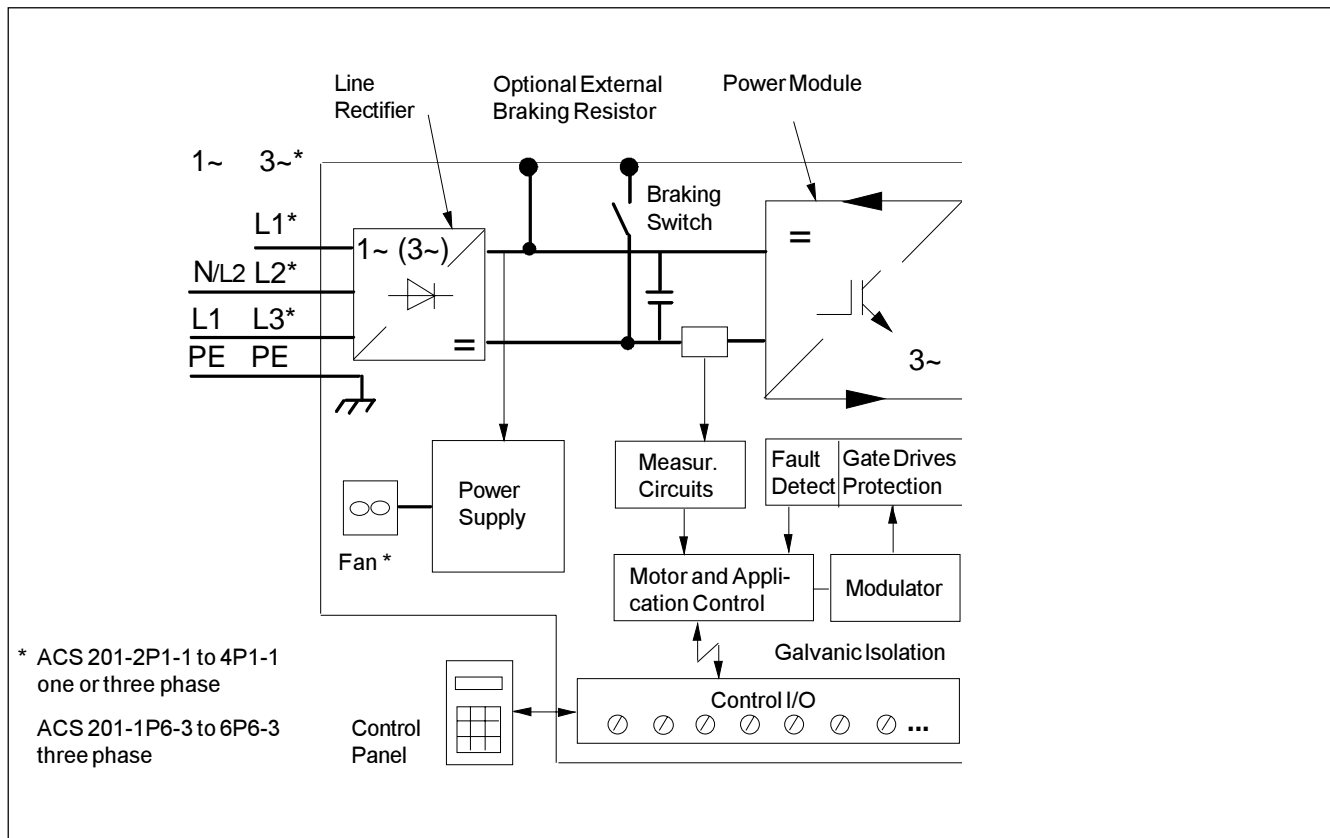 Line
Rectifier
Optional External
Braking Resistor
Power Module
1~ 3~*
Braking
Switch
L1*
1~ (3~)
=
N/L2 L2*
L1 L3*
=
3~
PE PE
Measur.
Circuits
Fault
Detect
Gate Drives
Protection
Power
Supply
Fan *
Motor and Appli-
cation Control
Modulator
Galvanic Isolation
* ACS 201-2P1-1 to 4P1-1
one or three phase
ACS 201-1P6-3 to 6P6-3
three phase
Control
Panel
Control I/O
...